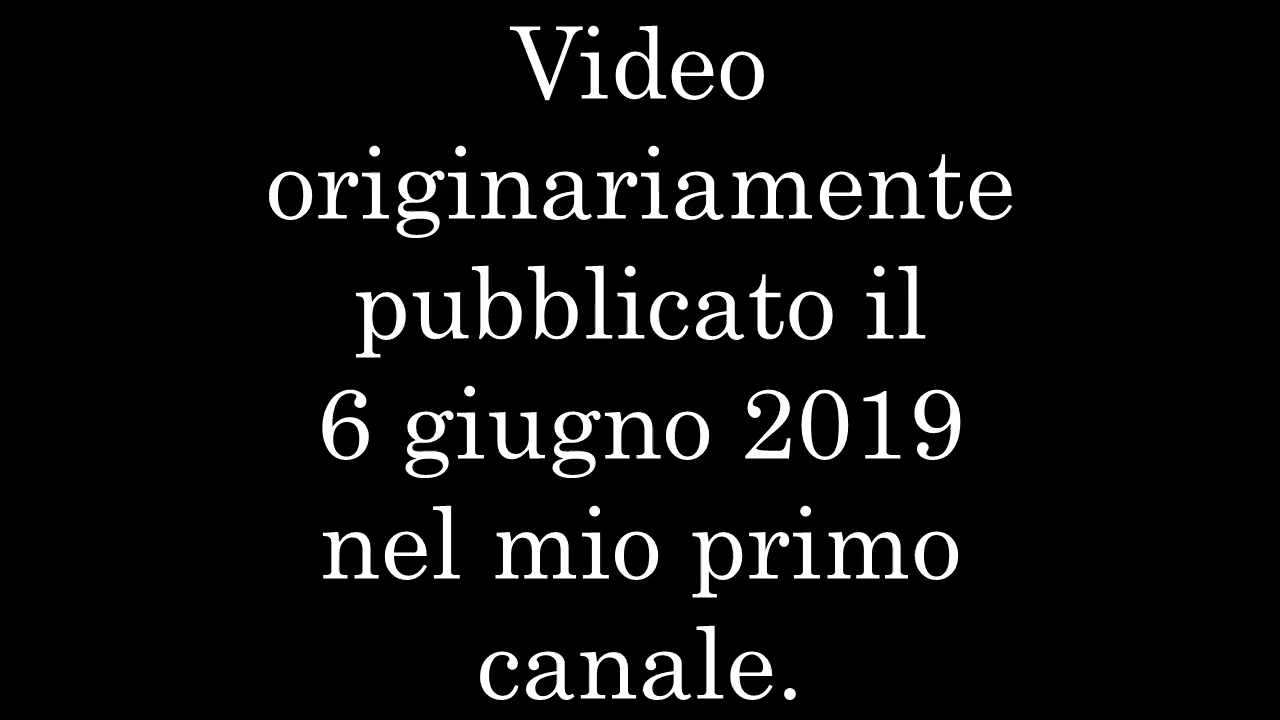 Video
originariamente
pubblicato il
6 giugno 2019
nel mio primo
canale.